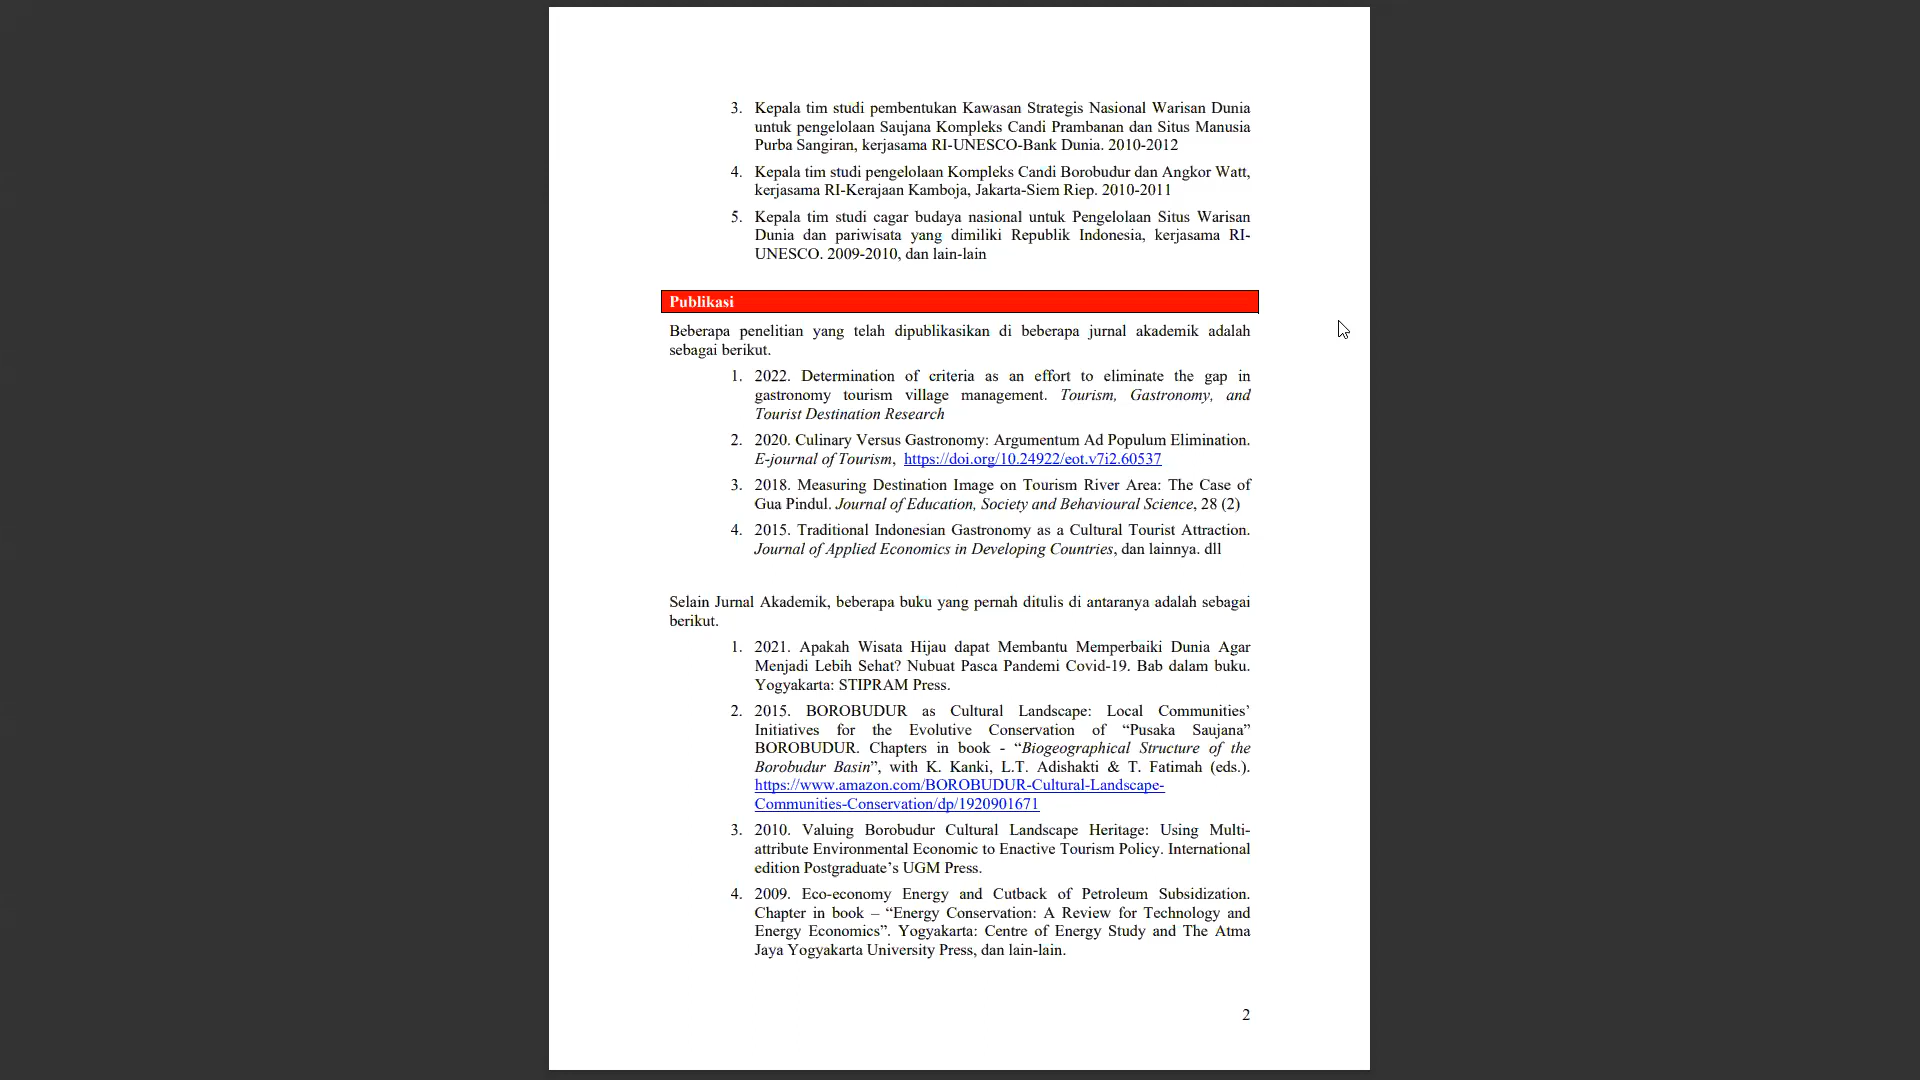 3. Kepala tim studi pembentukan Kawasan Strategis Nasional Warisan Dunia
untuk pengelolaan Saujana Kompleks Candi Prambanan dan Situs Manusia
Purba Sangiran, kerjasama RI-UNESCO-Bank Dunia. 2010-2012
4. Kepala tim studi pengelolaan Kompleks Candi Borobudur dan Angkor Watt,
kerjasama RI-Kerajaan Kamboja, Jakarta-Siem Riep. 2010-2011
5. Kepala tim studi cagar budaya nasional untuk Pengelolaan Situs Warisan
Dunia dan pariwisata yang dimiliki Republik Indonesia, kerjasama RI-
UNESCO. 2009-2010, dan lain-lain
Publikasi
Beberapa penelitian yang telah dipublikasikan di beberapa jurnal akademik adalah
sebagai berikut.
1. 2022. Determination of criteria as an effort to eliminate the gap in
gastronomy tourism village management. Tourism, Gastronomy, and
Tourist Destination Research
2. 2020. Culinary Versus Gastronomy: Argumentum Ad Populum Elimination.
E-journal of Tourism, https://doi.org/10.24922/eot.v7i2.60537
3. 2018. Measuring Destination Image on Tourism River Area: The Case of
Gua Pindul. Journal of Education, Society and Behavioural Science, 28 (2)
4. 2015. Traditional Indonesian Gastronomy as a Cultural Tourist Attraction.
Journal of Applied Economics in Developing Countries, dan lainnya. dll
Selain Jurnal Akademik, beberapa buku yang pernah ditulis di antaranya adalah sebagai
berikut.
1. 2021. Apakah Wisata Hijau dapat Membantu Memperbaiki Dunia Agar
Menjadi Lebih Sehat? Nubuat Pasca Pandemi Covid-19. Bab dalam buku.
Yogyakarta: STIPRAM Press.
2. 2015. BOROBUDUR as Cultural Landscape: Local Communities’
Initiatives for the Evolutive Conservation of “Pusaka Saujana”
BOROBUDUR. Chapters in book - “Biogeographical Structure of the
Borobudur Basin”, with K. Kanki, L.T. Adishakti & T. Fatimah (eds.).
https://www.amazon.com/BOROBUDUR-Cultural-Landscape-
Communities-Conservation/dp/1920901671
3. 2010. Valuing Borobudur Cultural Landscape Heritage: Using Multi-
attribute Environmental Economic to Enactive Tourism Policy. International
edition Postgraduate’s UGM Press.
4. 2009. Eco-economy Energy and Cutback of Petroleum Subsidization.
Chapter in book – “Energy Conservation: A Review for Technology and
Energy Economics”. Yogyakarta: Centre of Energy Study and The Atma
Jaya Yogyakarta University Press, dan lain-lain.
2